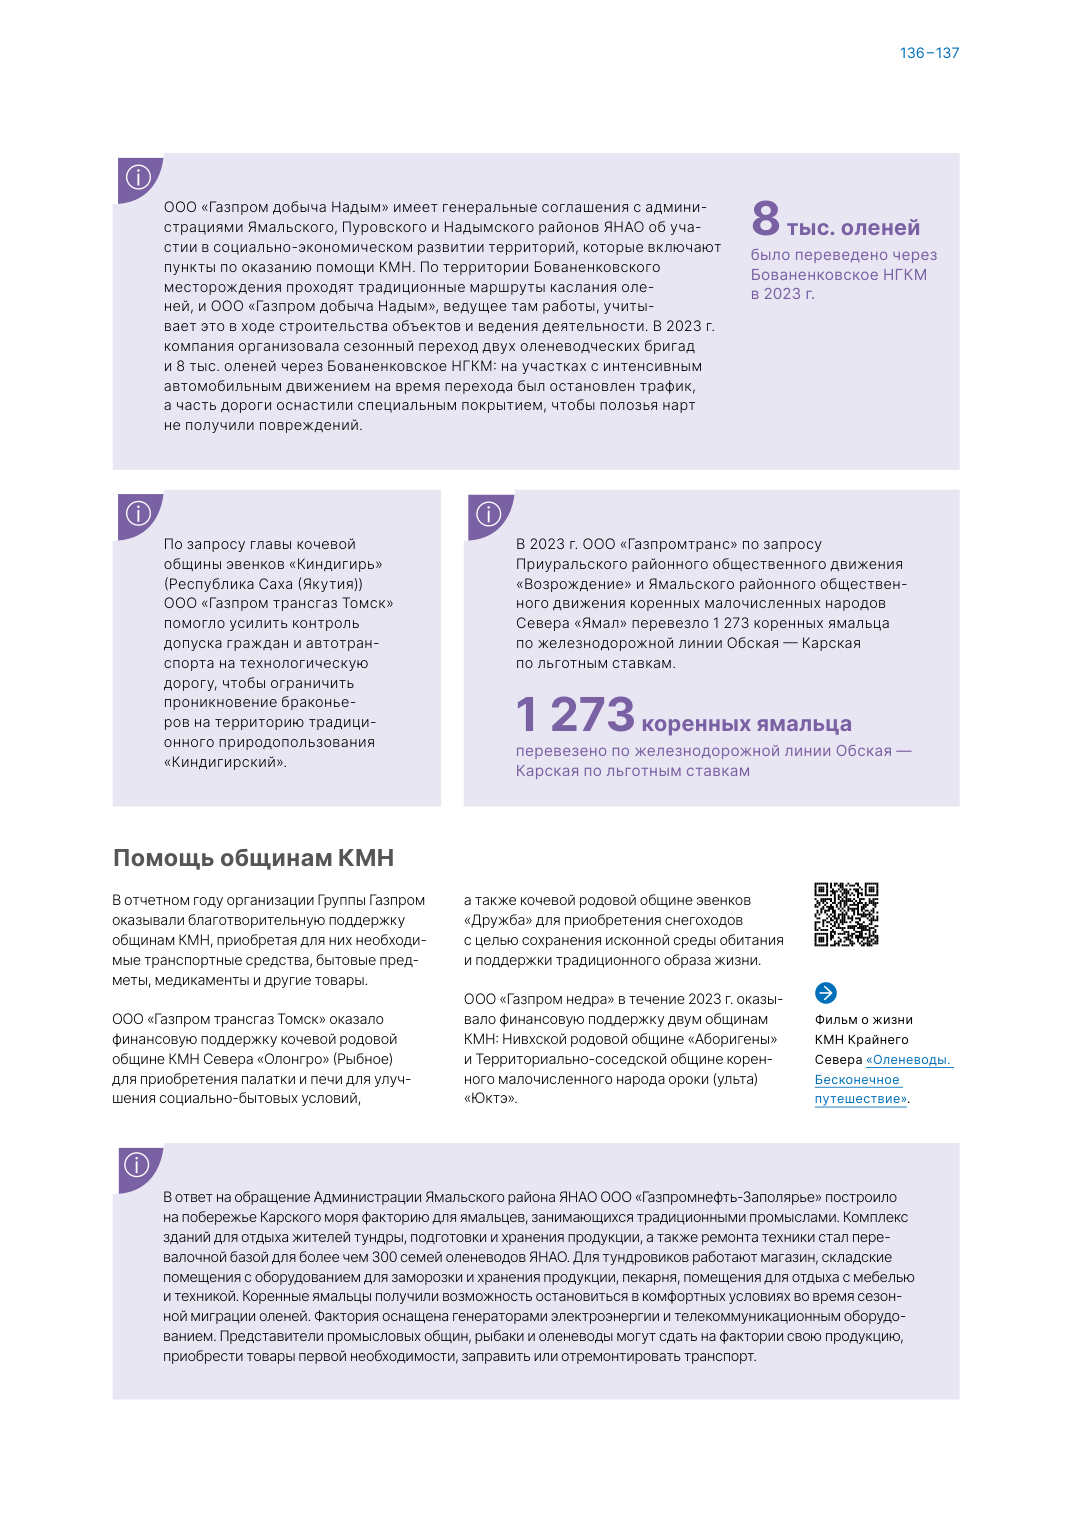 136–137
ООО «Газпром добыча Надым» имеет генеральные соглашения с админи-
страциями Ямальского, Пуровского и Надымского районов ЯНАО об уча-
стии в социально-экономическом развитии территорий, которые включают
пункты по оказанию помощи КМН. По территории Бованенковского
месторождения проходят традиционные маршруты каслания оле-
ней, и ООО «Газпром добыча Надым», ведущее там работы, учиты-
вает это в ходе строительства объектов и ведения деятельности. В 2023 г.
компания организовала сезонный переход двух оленеводческих бригад
и 8 тыс. оленей через Бованенковское НГКМ: на участках с интенсивным
автомобильным движением на время перехода был остановлен трафик,
а часть дороги оснастили специальным покрытием, чтобы полозья нарт
не получили повреждений.
8 тыс. оленей
было переведено через
Бованенковское НГКМ
в 2023 г.
По запросу главы кочевой
общины эвенков «Киндигирь»
(Республика Саха (Якутия))
ООО «Газпром трансгаз Томск»
помогло усилить контроль
допуска граждан и автотран-
спорта на технологическую
дорогу, чтобы ограничить
проникновение браконье-
ров на территорию традици-
онного природопользования
«Киндигирский».
В 2023 г. ООО «Газпромтранс» по запросу
Приуральского районного общественного движения
«Возрождение» и Ямальского районного обществен-
ного движения коренных малочисленных народов
Севера «Ямал» перевезло 1 273 коренных ямальца
по железнодорожной линии Обская — Карская
по льготным ставкам.
1 273 коренных ямальца
перевезено по железнодорожной линии Обская —
Карская по льготным ставкам
Помощь общинам КМН
В отчетном году организации Группы Газпром
оказывали благотворительную поддержку
общинам КМН, приобретая для них необходи-
мые транспортные средства, бытовые пред-
меты, медикаменты и другие товары.
ООО «Газпром трансгаз Томск» оказало
финансовую поддержку кочевой родовой
общине КМН Севера «Олонгро» (Рыбное)
для приобретения палатки и печи для улуч-
шения социально-бытовых условий,
а также кочевой родовой общине эвенков
«Дружба» для приобретения снегоходов
с целью сохранения исконной среды обитания
и поддержки традиционного образа жизни.
ООО «Газпром недра» в течение 2023 г. оказы-
вало финансовую поддержку двум общинам
КМН: Нивхской родовой общине «Аборигены»
и Территориально-соседской общине корен-
ного малочисленного народа ороки (ульта)
«Юктэ».
Фильм о жизни
КМН Крайнего
Севера «Оленеводы.
Бесконечное
путешествие».
В ответ на обращение Администрации Ямальского района ЯНАО ООО «Газпромнефть-Заполярье» построило
на побережье Карского моря факторию для ямальцев, занимающихся традиционными промыслами. Комплекс
зданий для отдыха жителей тундры, подготовки и хранения продукции, а также ремонта техники стал пере-
валочной базой для более чем 300 семей оленеводов ЯНАО. Для тундровиков работают магазин, складские
помещения с оборудованием для заморозки и хранения продукции, пекарня, помещения для отдыха с мебелью
и техникой. Коренные ямальцы получили возможность остановиться в комфортных условиях во время сезон-
ной миграции оленей. Фактория оснащена генераторами электроэнергии и телекоммуникационным оборудо-
ванием. Представители промысловых общин, рыбаки и оленеводы могут сдать на фактории свою продукцию,
приобрести товары первой необходимости, заправить или отремонтировать транспорт.